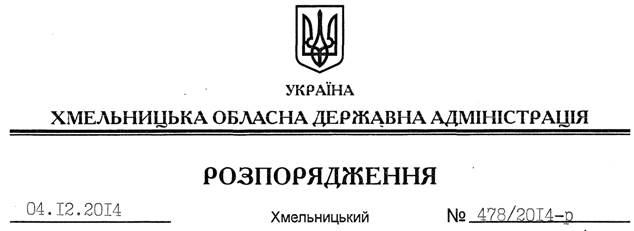 УКРАЇНА
ХМЕЛЬНИЦЬКА ОБЛАСНА ДЕРЖАВНА АДМІНІСТРАЦІЯ
РОЗПОРЯДЖЕННЯ
04.12.2014 Хмельницький № 478/2014-р